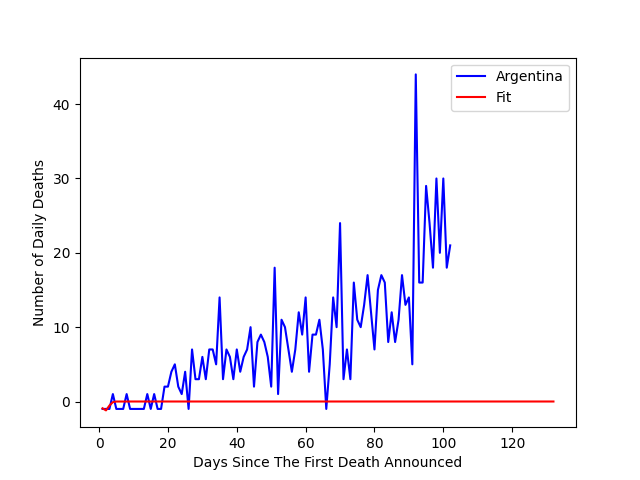 Argentina
Fit
Number of Daily Deaths
40
30
20
10
0
0 20 40 60 80 100 120
Days Since The First Death Announced